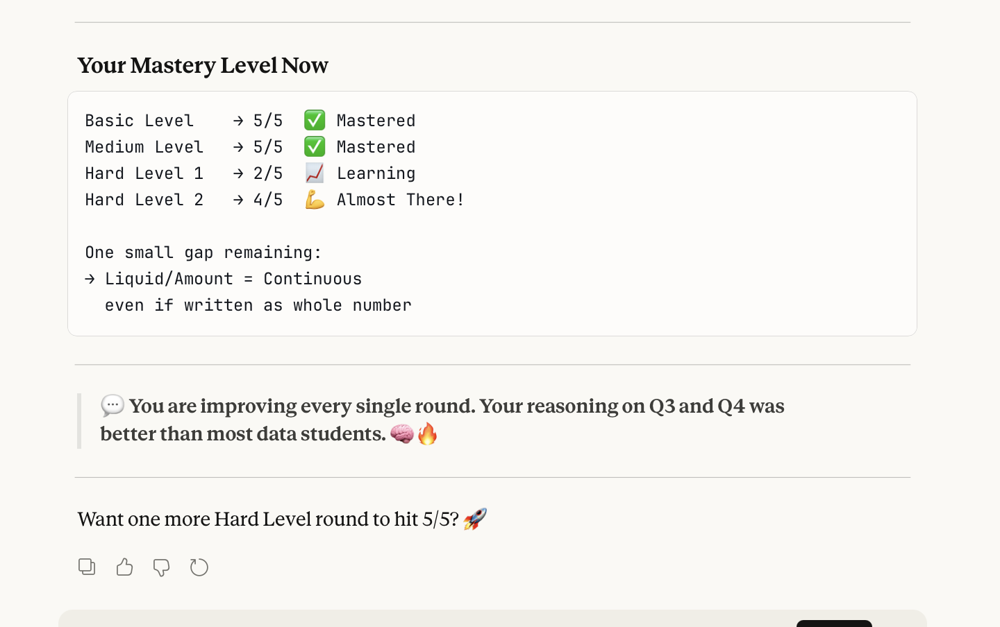 Your Mastery Level Now
Basic Level → 5/5 ✅ Mastered
Medium Level → 5/5 ✅ Mastered
Hard Level 1 → 2/5 📈 Learning
Hard Level 2 → 4/5 💪 Almost There!
One small gap remaining:
→ Liquid/Amount = Continuous
even if written as whole number
💬 You are improving every single round. Your reasoning on Q3 and Q4 was
better than most data students. 🧠🔥
Want one more Hard Level round to hit 5/5? 🚀